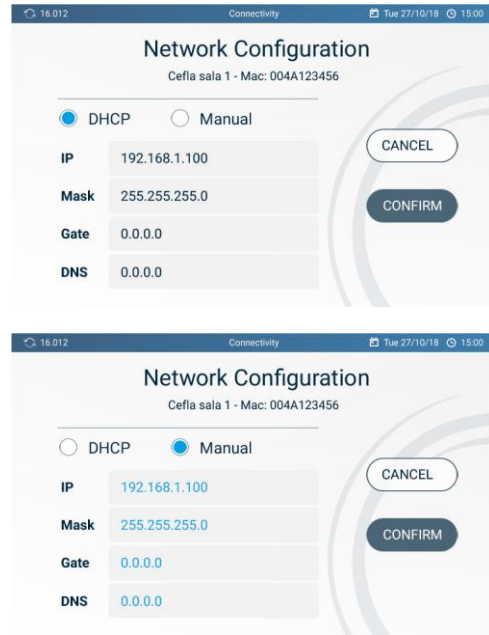 16.012 Connectivity Tue 27/10/18 15:00
Network Configuration
Cefla sala 1 - Mac: 004A123456
DHCP Manual
IP 192.168.1.100
Mask 255.255.255.0
Gate 0.0.0.0
DNS 0.0.0.0
CANCEL
CONFIRM
16.012 Connectivity Tue 27/10/18 15:00
Network Configuration
Cefla sala 1 - Mac: 004A123456
DHCP Manual
IP 192.168.1.100
Mask 255.255.255.0
Gate 0.0.0.0
DNS 0.0.0.0
CANCEL
CONFIRM